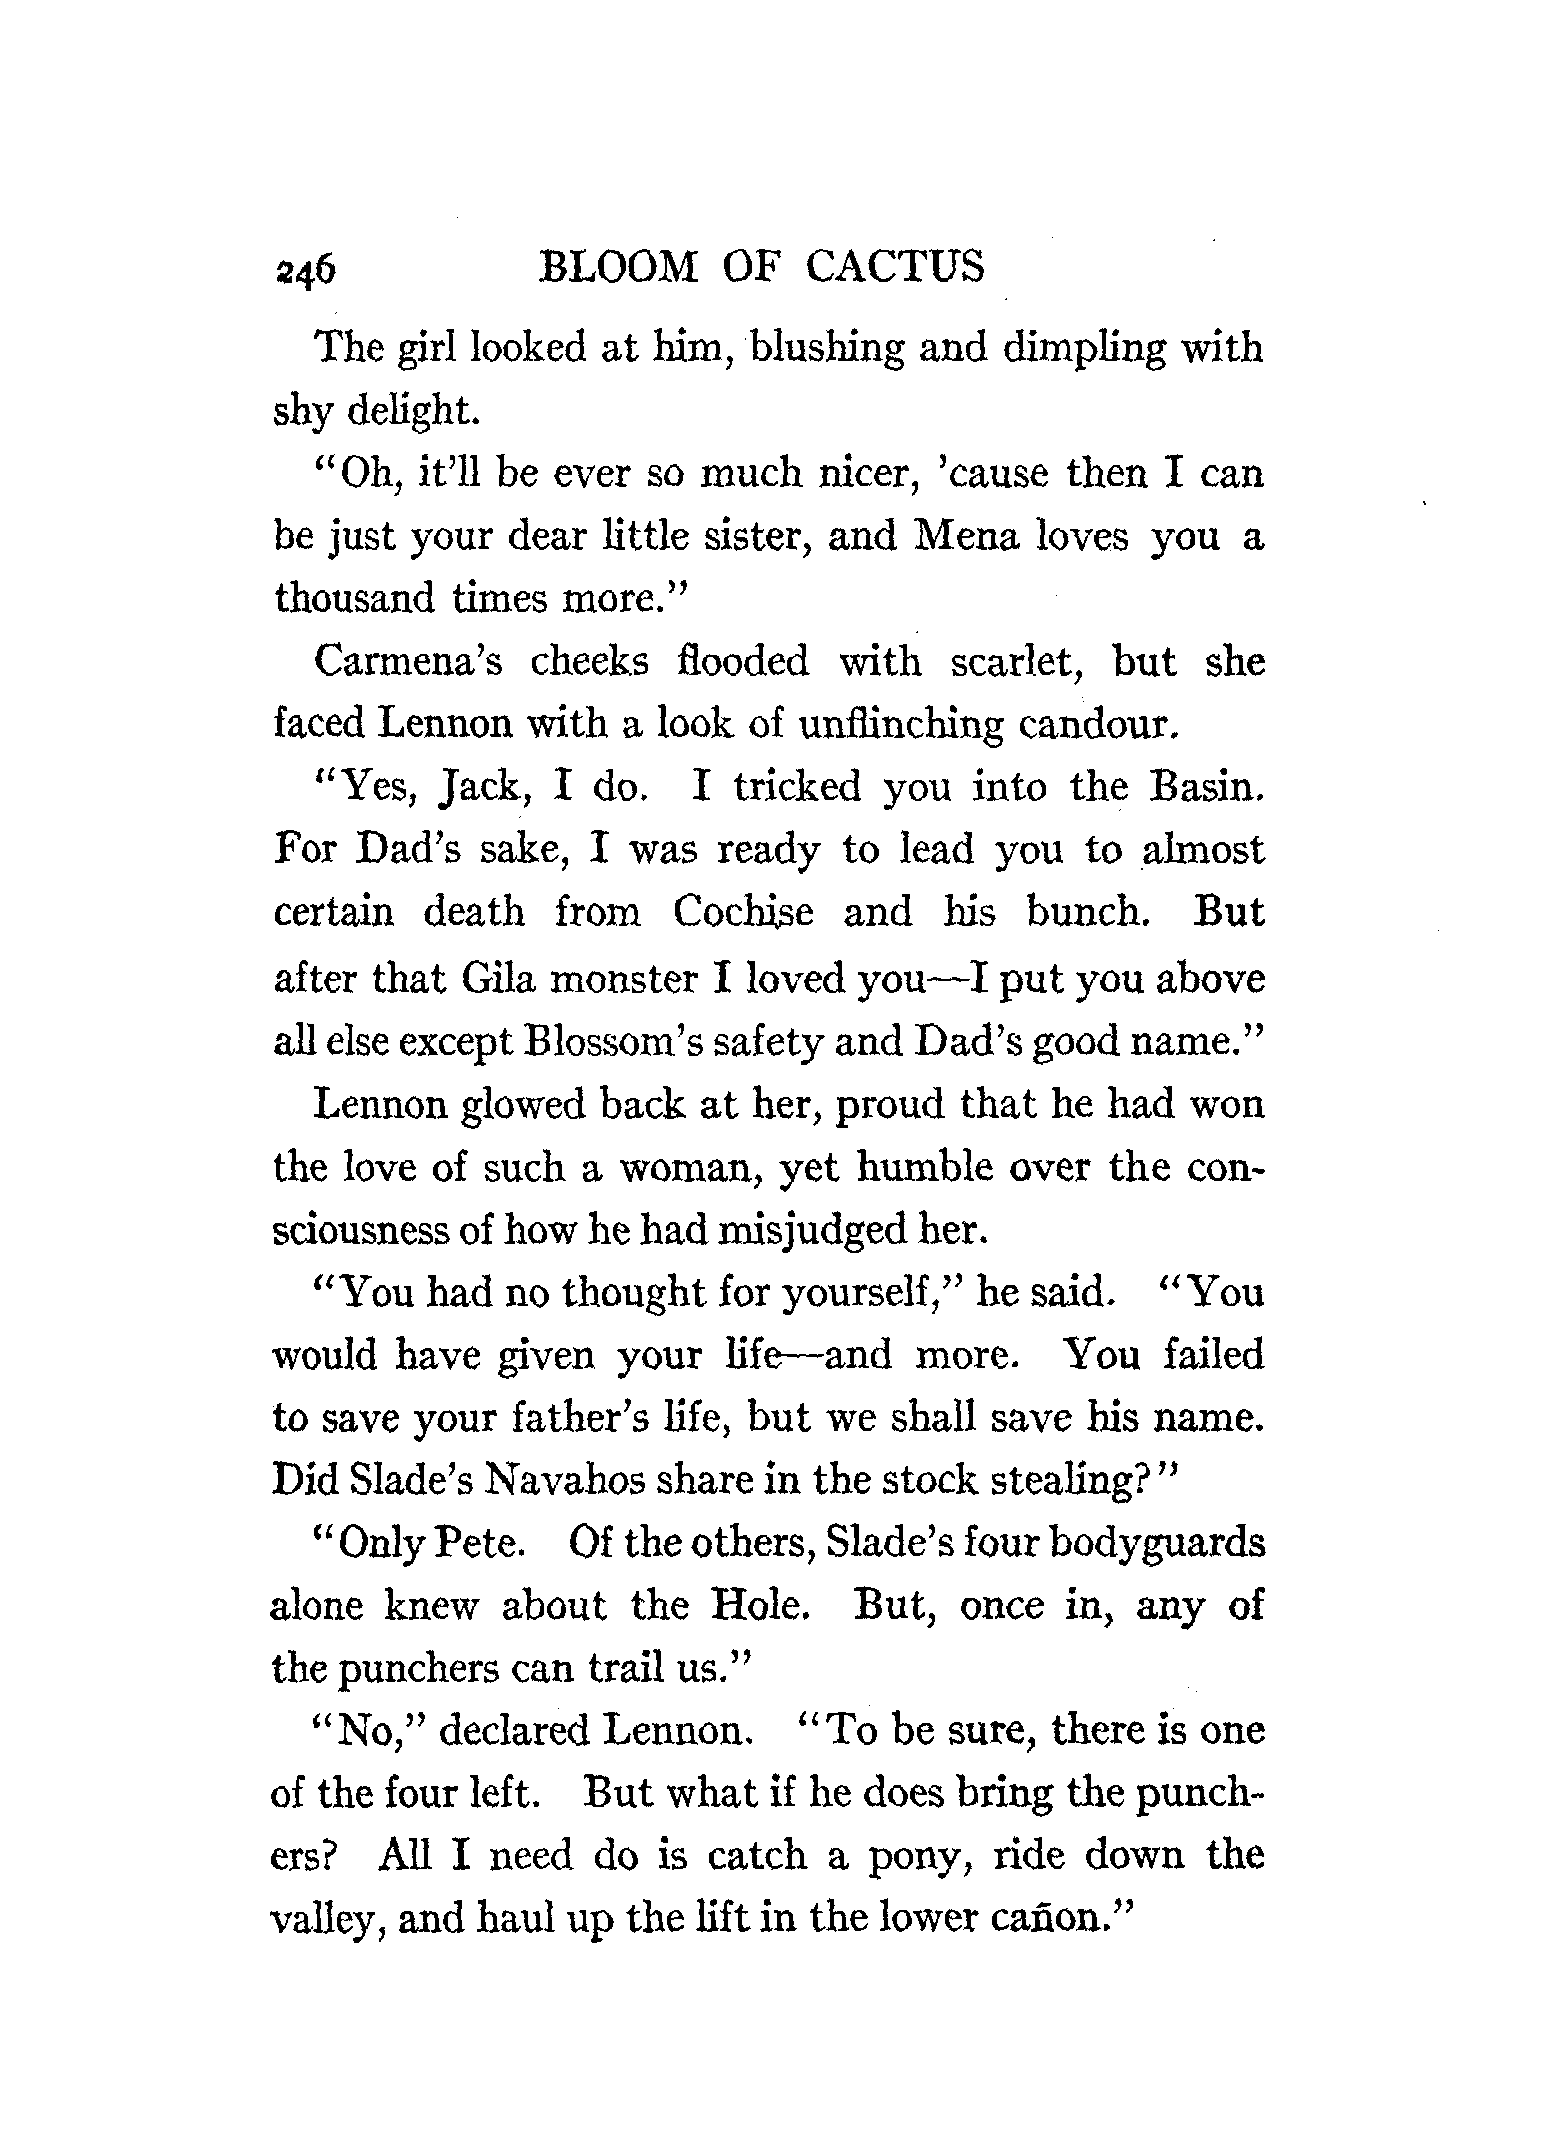 246 BLOOM OF CACTUS
The girl looked at him, blushing and dimpling with
shy delight.
"Oh, it'll be ever so much nicer, 'cause then I can
be just your dear little sister, and Mena loves you a
thousand times more."
Carmena's cheeks flooded with scarlet, but she
faced Lennon with a look of unflinching candour.
"Yes, Jack, I do. I tricked you into the Basin.
For Dad's sake, I was ready to lead you to almost
certain death from Cochise and his bunch. But
after that Gila monster I loved you—I put you above
all else except Blossom's safety and Dad's good name."
Lennon glowed back at her, proud that he had won
the love of such a woman, yet humble over the con-
sciousness of how he had misjudged her.
"You had no thought for yourself," he said. "You
would have given your life—and more. You failed
to save your father's life, but we shall save his name.
Did Slade's Navahos share in the stock stealing?"
"Only Pete. Of the others, Slade's four bodyguards
alone knew about the Hole. But, once in, any of
the punchers can trail us."
"No," declared Lennon. "To be sure, there is one
of the four left. But what if he does bring the punch-
ers? All I need do is catch a pony, ride down the
valley, and haul up the lift in the lower cañon."